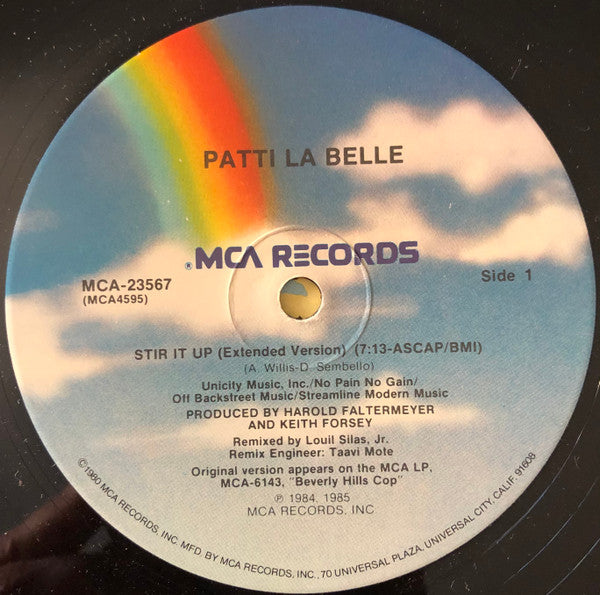 PATTI LA BELLE
®MCA RECORDS
MCA-23567
(MCA4595)
Side 1
STIR IT UP (Extended Version) (7:13-ASCAP/BMI)
(A. Willis-D. Sembello)
Unicity Music, Inc./No Pain No Gain/
Off Backstreet Music/Streamline Modern Music
PRODUCED BY HAROLD FALTERMEYER
AND KEITH FORSEY
Remixed by Louil Silas, Jr.
Remix Engineer: Taavi Mote
Original version appears on the MCA LP,
MCA-6143, "Beverly Hills Cop"
℗ 1984, 1985
MCA RECORDS, INC
©1980 MCA RECORDS, INC. MFD. BY MCA RECORDS, INC., 70 UNIVERSAL PLAZA, UNIVERSAL CITY, CALIF. 91608